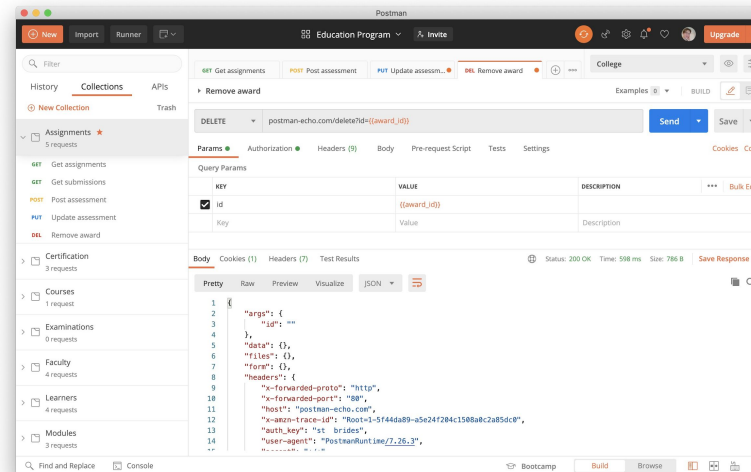 Postman
New Import Runner Education Program Invite Upgrade
Filter
History Collections APIs
New Collection Trash
Assignments
5 requests
GET Get assignments
GET Get submissions
POST Post assessment
PUT Update assessment
DEL Remove award
Certification
3 requests
Courses
1 request
Examinations
0 requests
Faculty
4 requests
Learners
4 requests
Modules
3 requests
GET Get assignments POST Post assessment PUT Update assessm... DEL Remove award College
Remove award Examples 0 BUILD
DELETE postman-echo.com/delete?id={{award_id}} Send Save
Params Authorization Headers (9) Body Pre-request Script Tests Settings Cookies
Query Params
KEY VALUE DESCRIPTION Bulk
id {{award_id}}
Key Value Description
Body Cookies (1) Headers (7) Test Results Status: 200 OK Time: 598 ms Size: 786 B Save Response
Pretty Raw Preview Visualize JSON
1 {
2 "args": {
3 "id": ""
4 },
5 "data": {},
6 "files": {},
7 "form": {},
8 "headers": {
9 "x-forwarded-proto": "http",
10 "x-forwarded-port": "80",
11 "host": "postman-echo.com",
12 "x-amzn-trace-id": "Root=1-5f44da89-a5e24f204c1508a0c2a85dc0",
13 "auth_key": "st brides",
14 "user-agent": "PostmanRuntime/7.26.3",
Find and Replace Console Bootcamp Build Browse